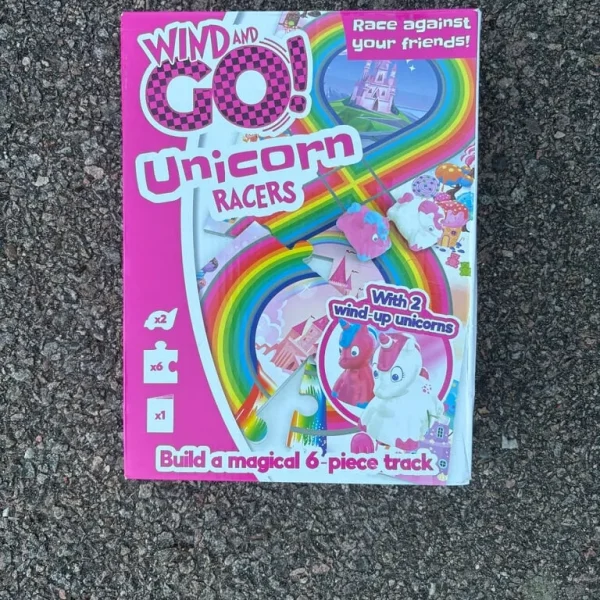 WIND AND
GO!
Unicorn
RACERS
Race against
your friends!
With 2
wind-up unicorns
x2
x6
x1
Build a magical 6-piece track